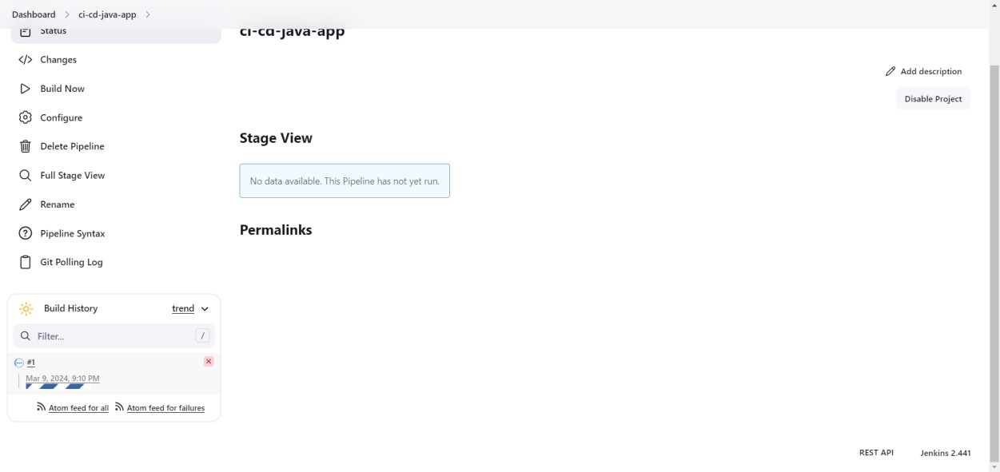 Dashboard > ci-cd-java-app >
Status
Changes
Build Now
Configure
Delete Pipeline
Full Stage View
Rename
Pipeline Syntax
Git Polling Log
Build History trend
Filter... /
#1
Mar 9, 2024, 9:10 PM
Atom feed for all Atom feed for failures
ci-cd-java-app
Add description
Disable Project
Stage View
No data available. This Pipeline has not yet run.
Permalinks
REST API Jenkins 2.441